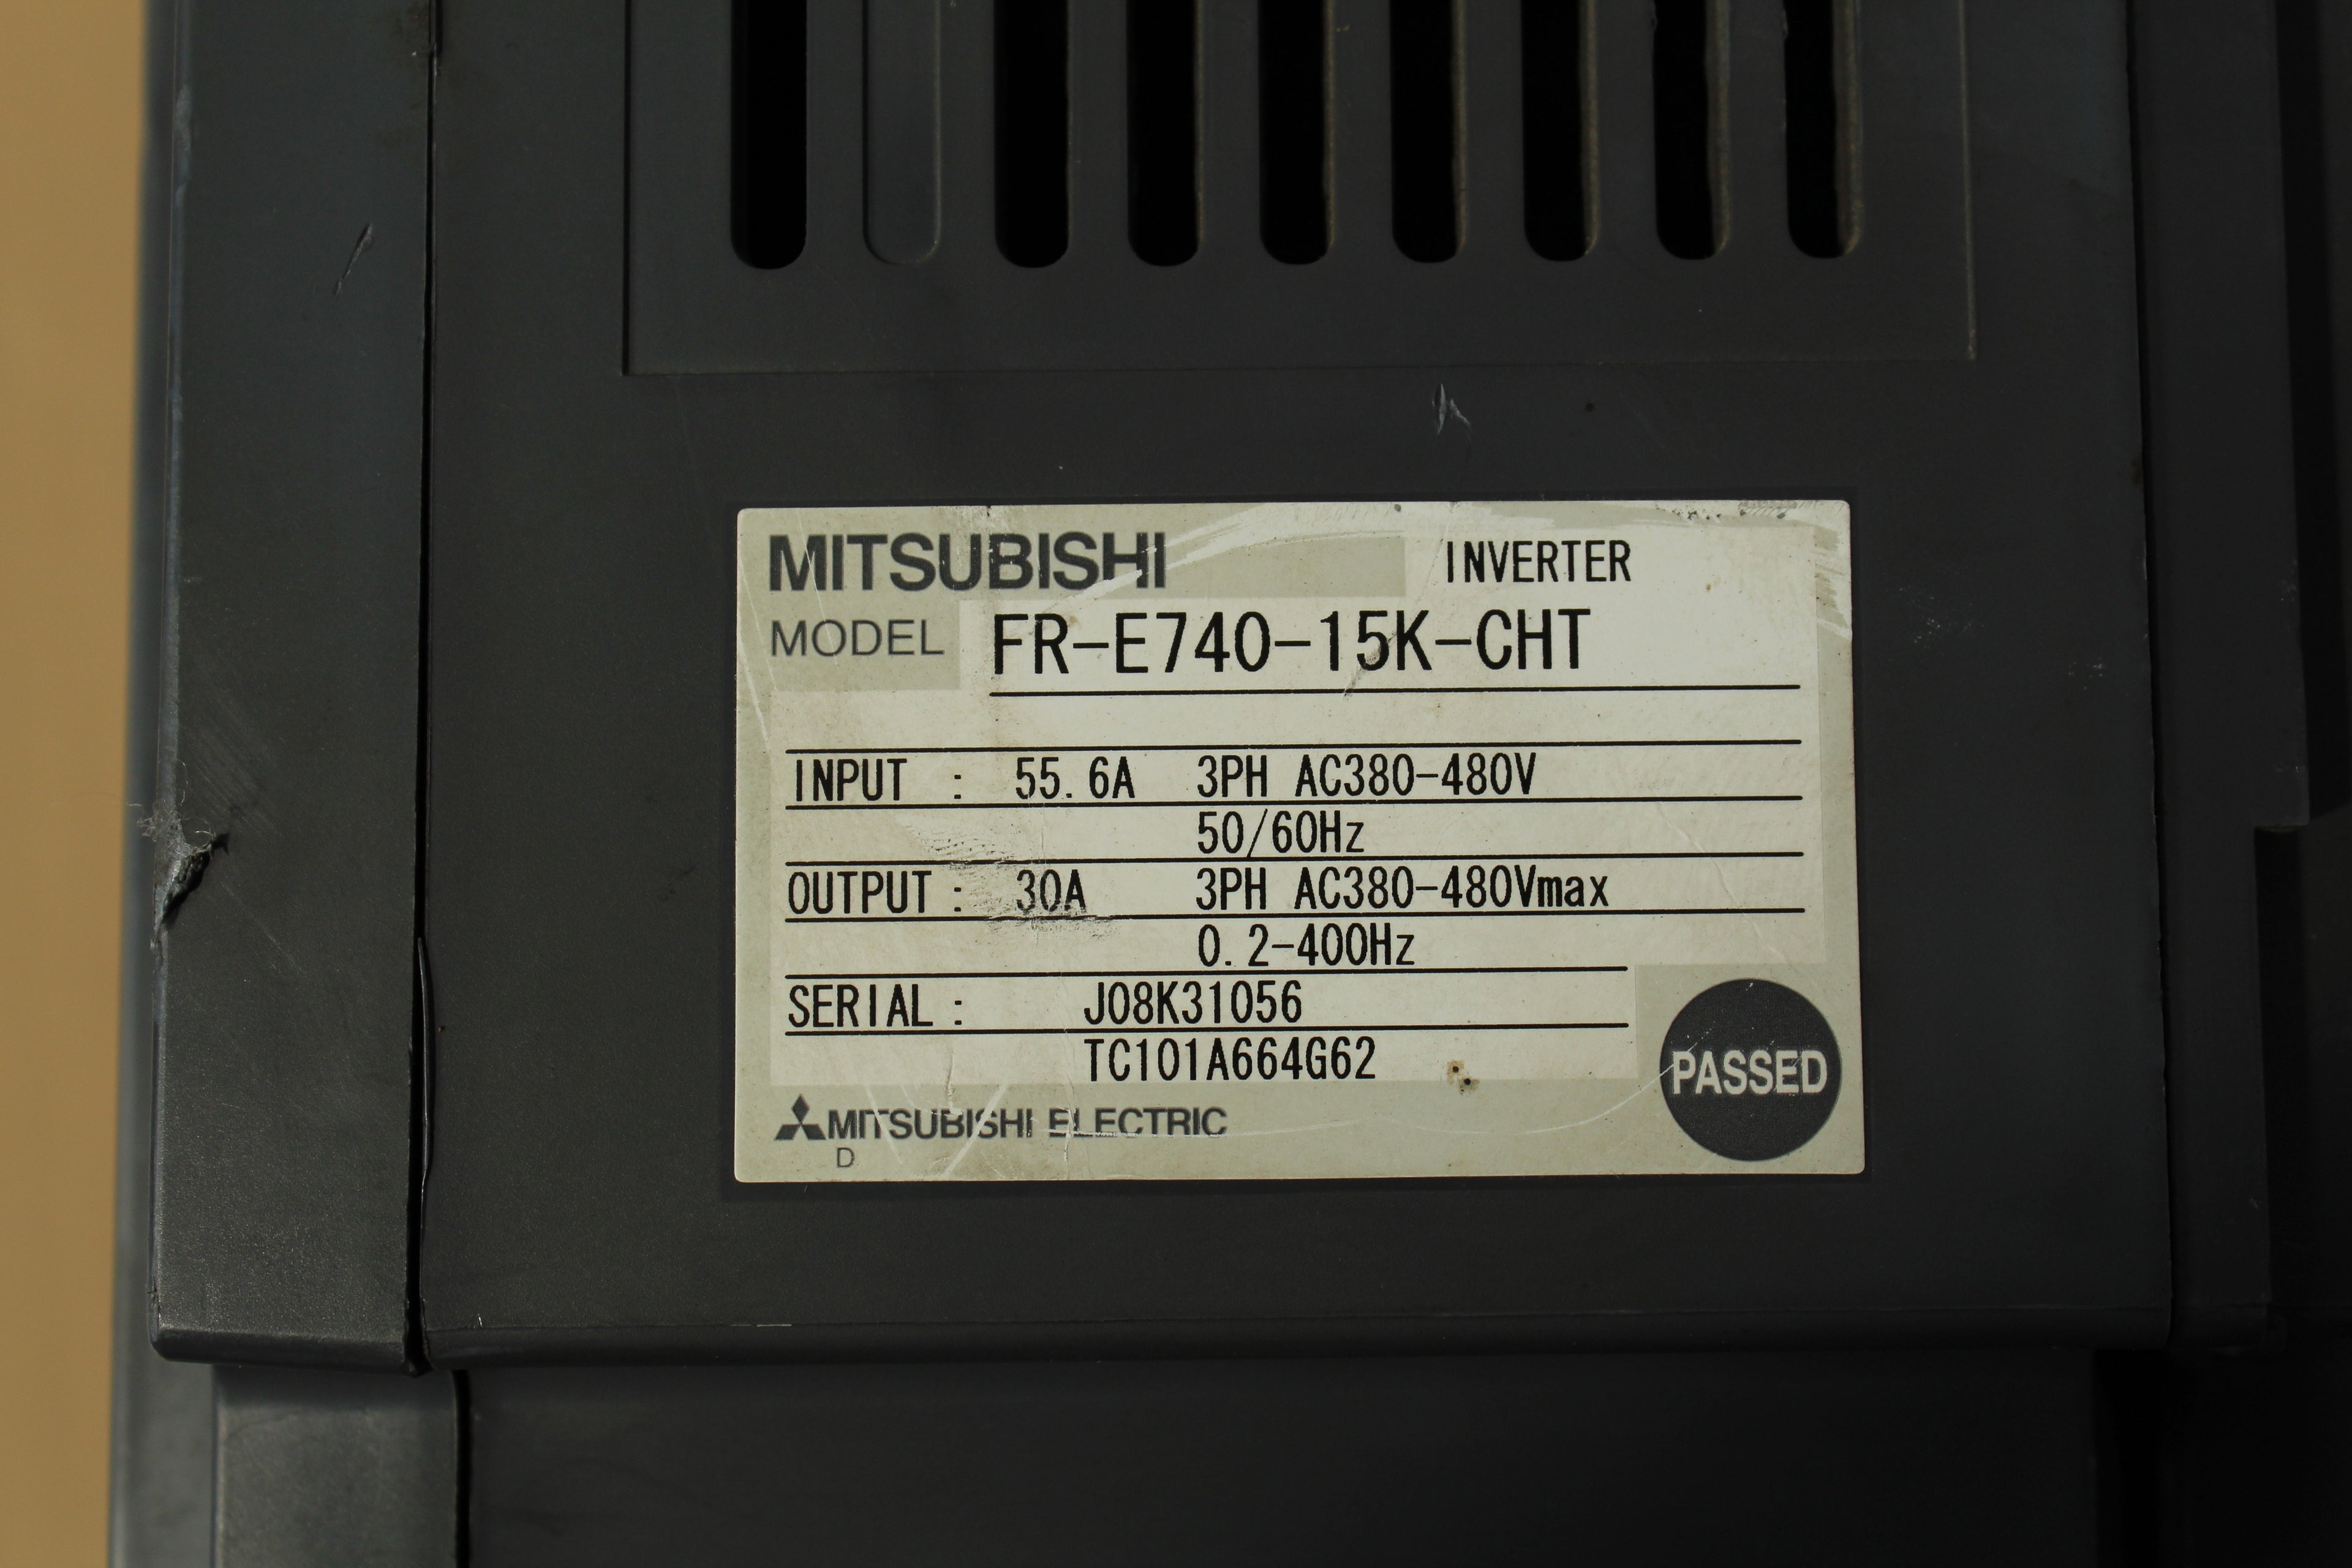 MITSUBISHI INVERTER
MODEL FR-E740-15K-CHT
INPUT : 55.6A 3PH AC380-480V
50/60Hz
OUTPUT : 30A 3PH AC380-480Vmax
0.2-400Hz
SERIAL : J08K31056
TC101A664G62
PASSED
MITSUBISHI ELECTRIC
D